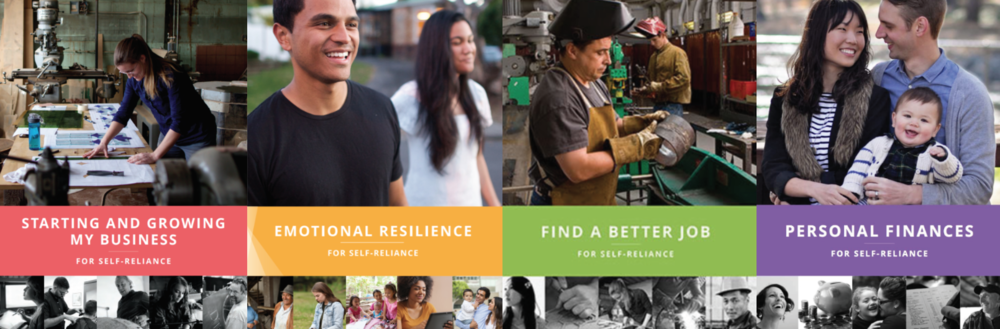 STARTING AND GROWING
MY BUSINESS
FOR SELF-RELIANCE
EMOTIONAL RESILIENCE
FOR SELF-RELIANCE
FIND A BETTER JOB
FOR SELF-RELIANCE
PERSONAL FINANCES
FOR SELF-RELIANCE